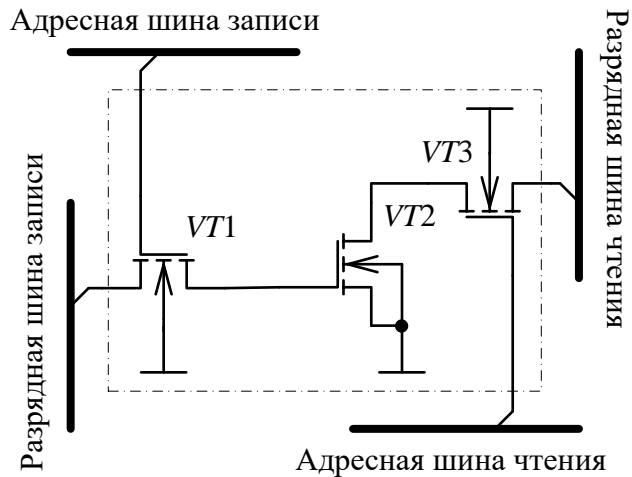 Адресная шина записи
Разрядная шина записи
VT1
VT2
VT3
Разрядная шина чтения
Адресная шина чтения